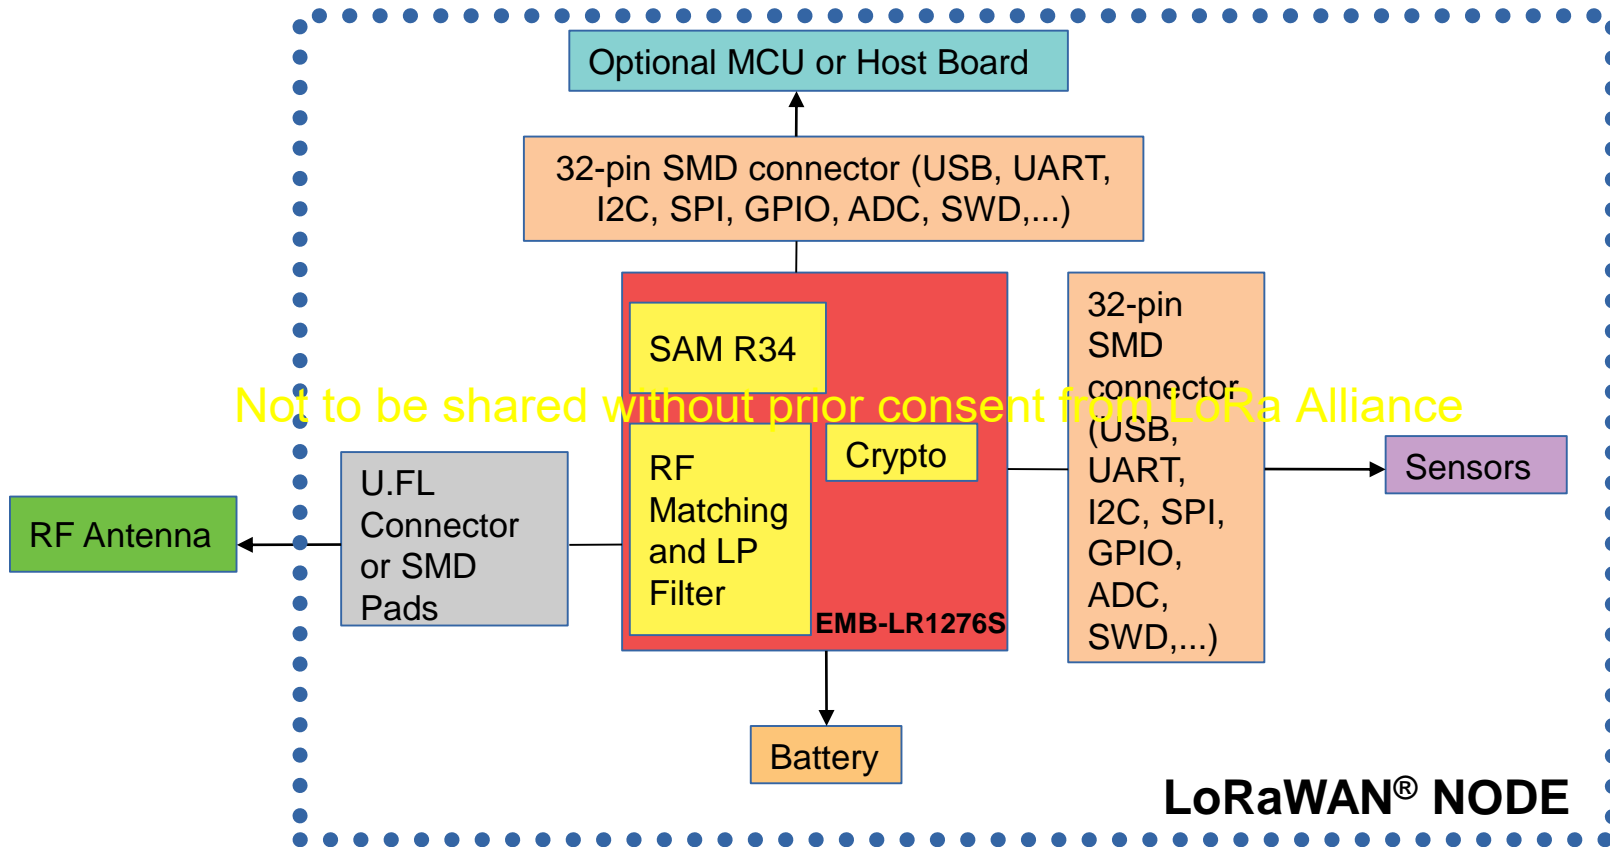 Optional MCU or Host Board
32-pin SMD connector (USB, UART,
I2C, SPI, GPIO, ADC, SWD,...)
SAM R34
Crypto
RF
Matching
and LP
Filter
EMB-LR1276S
32-pin
SMD
connector
(USB,
UART,
I2C, SPI,
GPIO,
ADC,
SWD,...)
Not to be shared without prior consent from LoRa Alliance
Sensors
U.FL
Connector
or SMD
Pads
RF Antenna
Battery
LoRaWAN® NODE